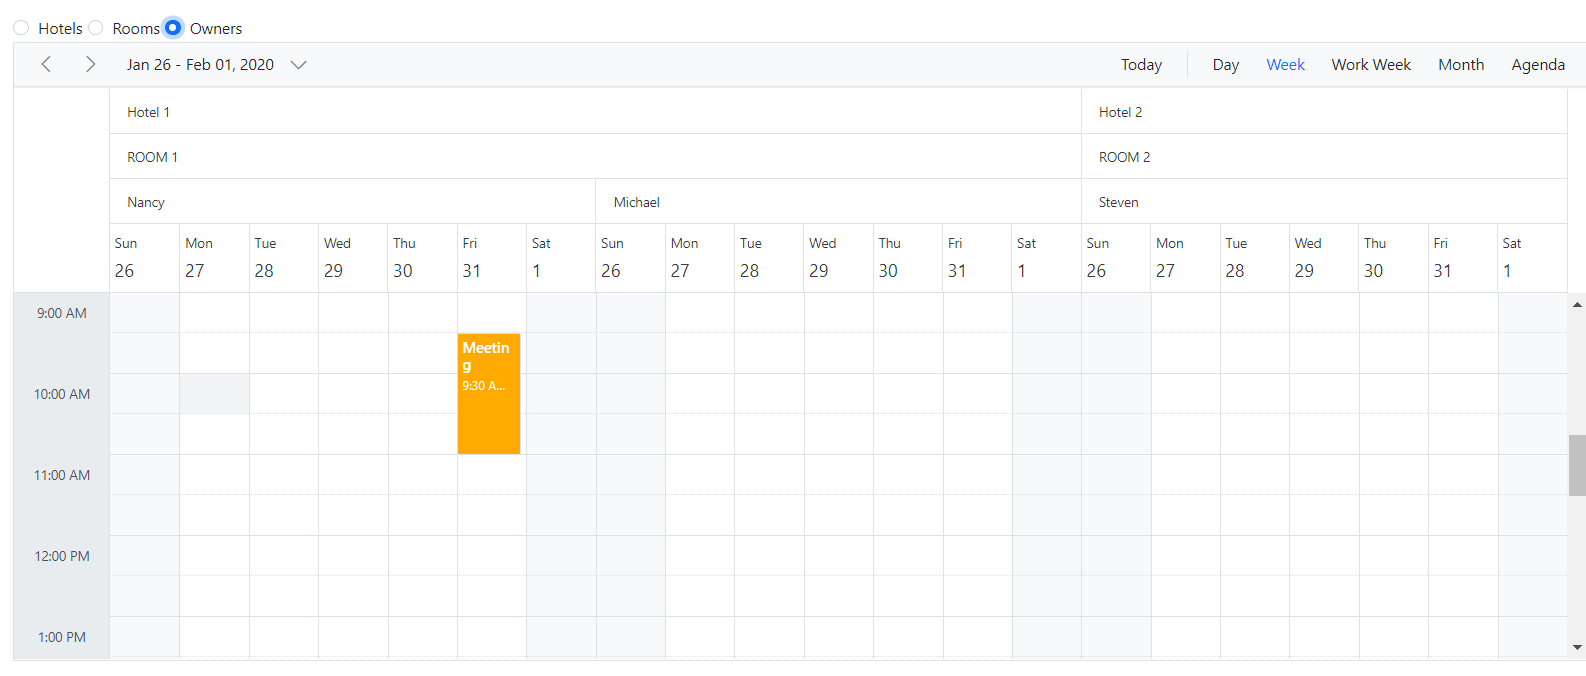 Hotels Rooms Owners
Jan 26 - Feb 01, 2020 Today Day Week Work Week Month Agenda
Hotel 1 Hotel 2
ROOM 1 ROOM 2
Nancy Michael Steven
Sun Mon Tue Wed Thu Fri Sat Sun Mon Tue Wed Thu Fri Sat Sun Mon Tue Wed Thu Fri Sat
26 27 28 29 30 31 1 26 27 28 29 30 31 1 26 27 28 29 30 31 1
9:00 AM
Meetin
g
9:30 A...
10:00 AM
11:00 AM
12:00 PM
1:00 PM